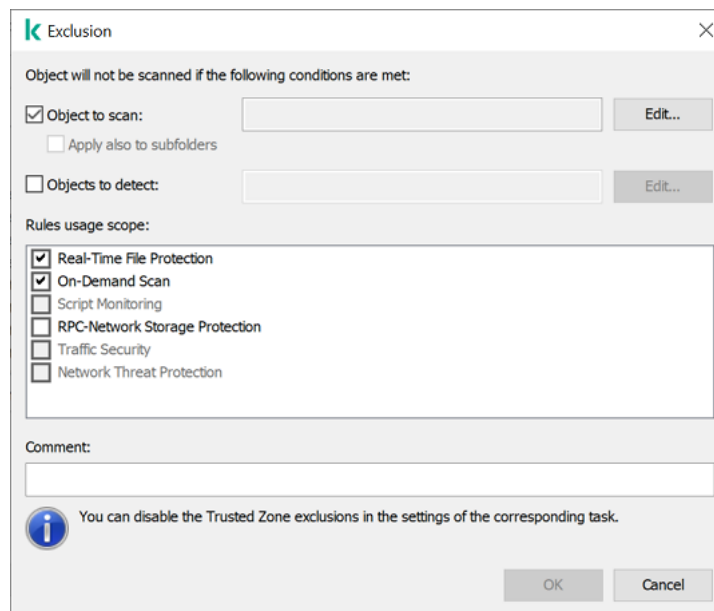 Exclusion
Object will not be scanned if the following conditions are met:
Object to scan:
Edit...
Apply also to subfolders
Objects to detect:
Edit...
Rules usage scope:
Real-Time File Protection
On-Demand Scan
Script Monitoring
RPC-Network Storage Protection
Traffic Security
Network Threat Protection
Comment:
You can disable the Trusted Zone exclusions in the settings of the corresponding task.
OK
Cancel